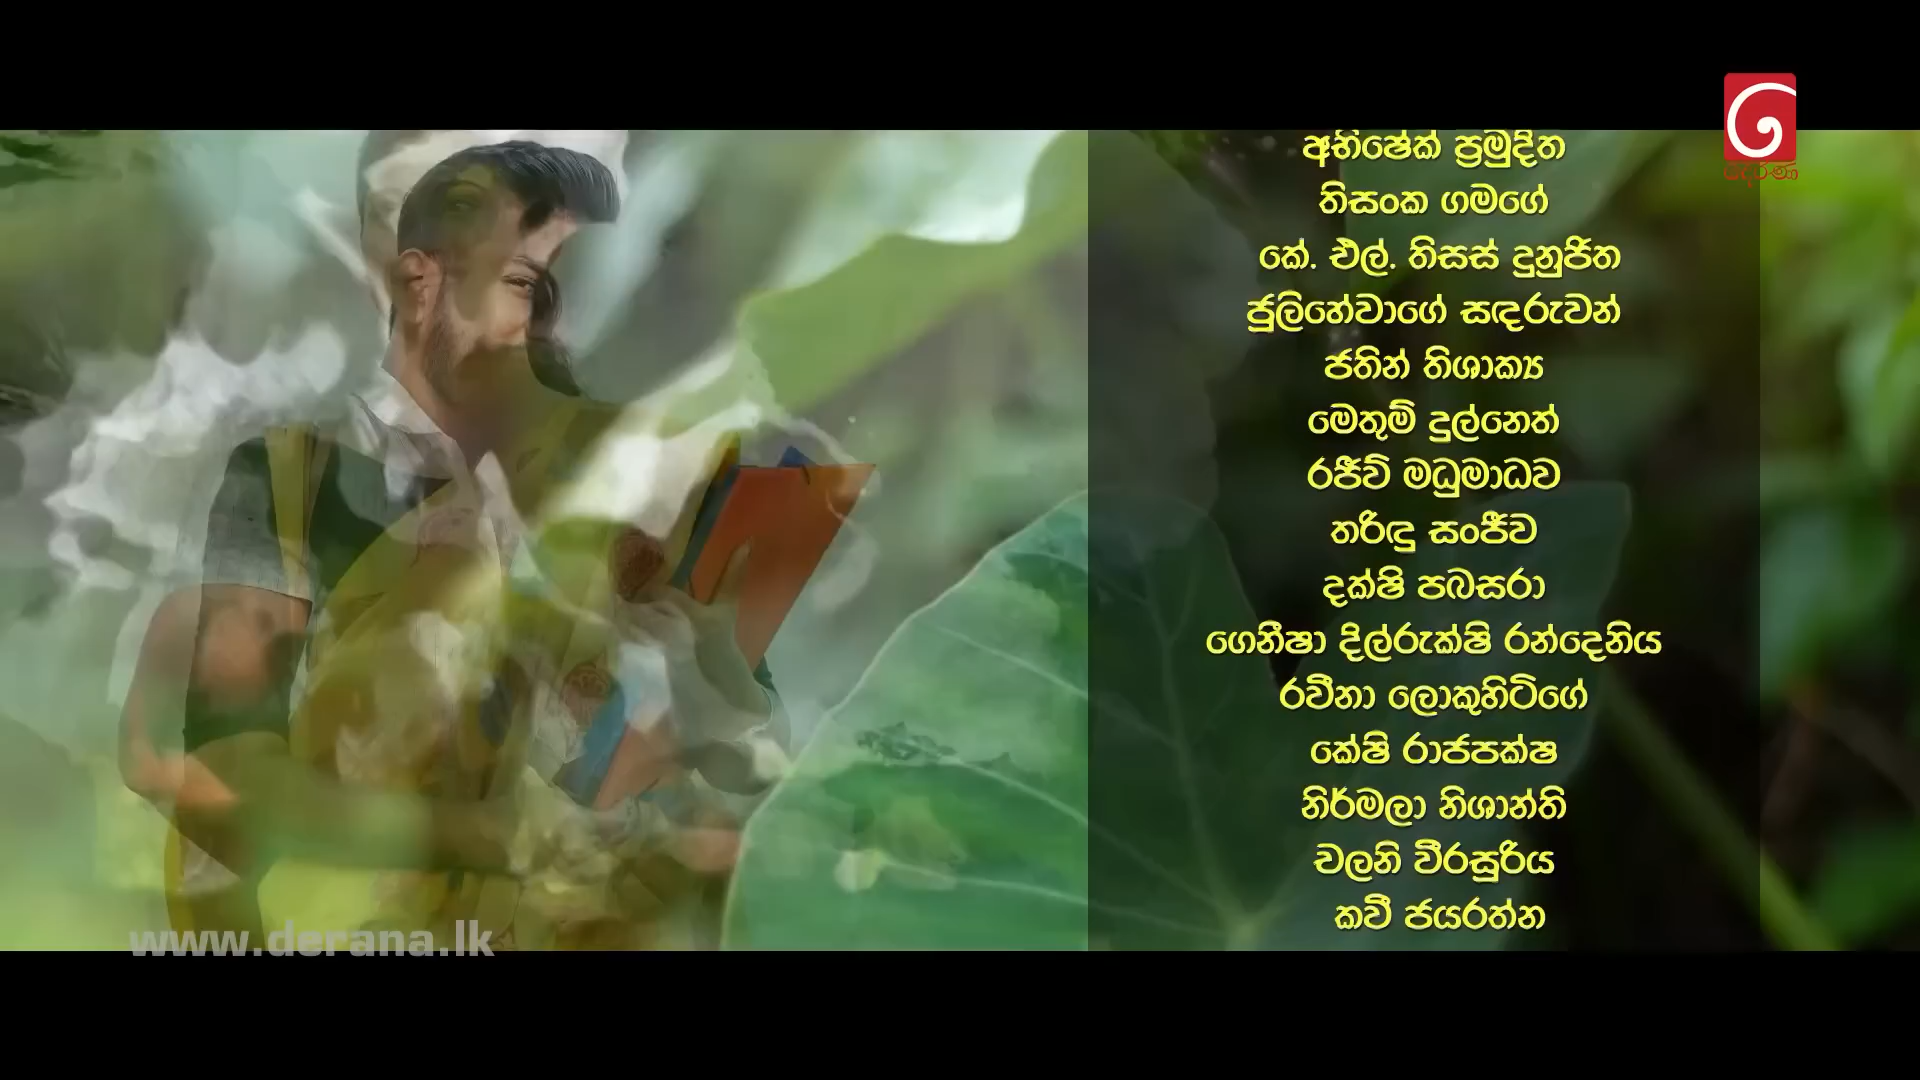 අභිෂේක් ප්‍රමුදිත
තිසංක ගමගේ
කේ. එල්. තිසස් දුනුජිත
ජූලිහේවාගේ සඳරුවන්
ජතින් තිශාක්‍ය
මෙතුම් දුල්නෙත්
රජීව් මධුමාධව
තරිඳු සංජීව
දක්ෂි පබසරා
ගෙනීෂා දිල්රුක්ෂි රන්දෙනිය
රවීනා ලොකුහිටිගේ
කේෂි රාජපක්ෂ
නිර්මලා නිශාන්ති
චලනි වීරසූරිය
කවී ජයරත්න
දෙරණ
www.derana.lk